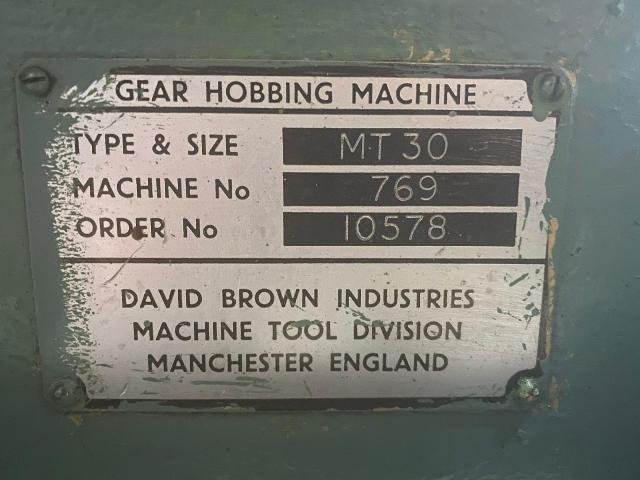 GEAR HOBBING MACHINE
TYPE & SIZE MT 30
MACHINE No 769
ORDER No 10578
DAVID BROWN INDUSTRIES
MACHINE TOOL DIVISION
MANCHESTER ENGLAND